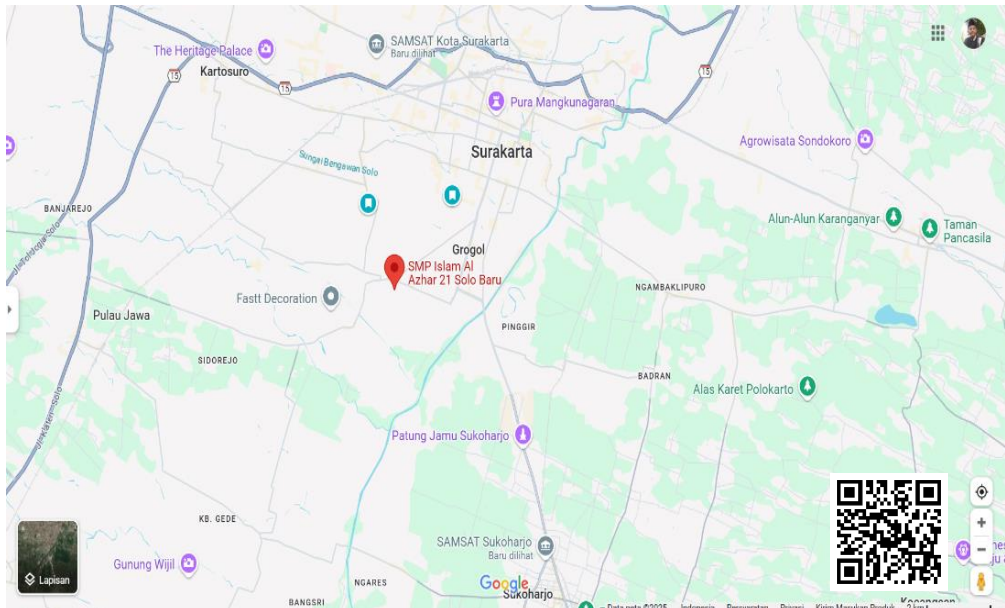 The Heritage Palace
SAMSAT Kota Surakarta
Baru dilihat
Kartosuro
15
15
15
Pura Mangkunagaran
Surakarta
Agrowisata Sondokoro
Sungai Bengawan Solo
BANJAREJO
Alun-Alun Karanganyar
Taman
Pancasila
Grogol
SMP Islam Al
Azhar 21 Solo Baru
Fastt Decoration
NGAMBAKLIPURO
Pulau Jawa
PINGGIR
SIDOREJO
BADRAN
Alas Karet Polokarto
Jl. Klaten - Solo
Patung Jamu Sukoharjo
KB. GEDE
SAMSAT Sukoharjo
Baru dilihat
Gunung Wijil
Lapisan
NGARES
Google
Sukoharjo
BANGSRI